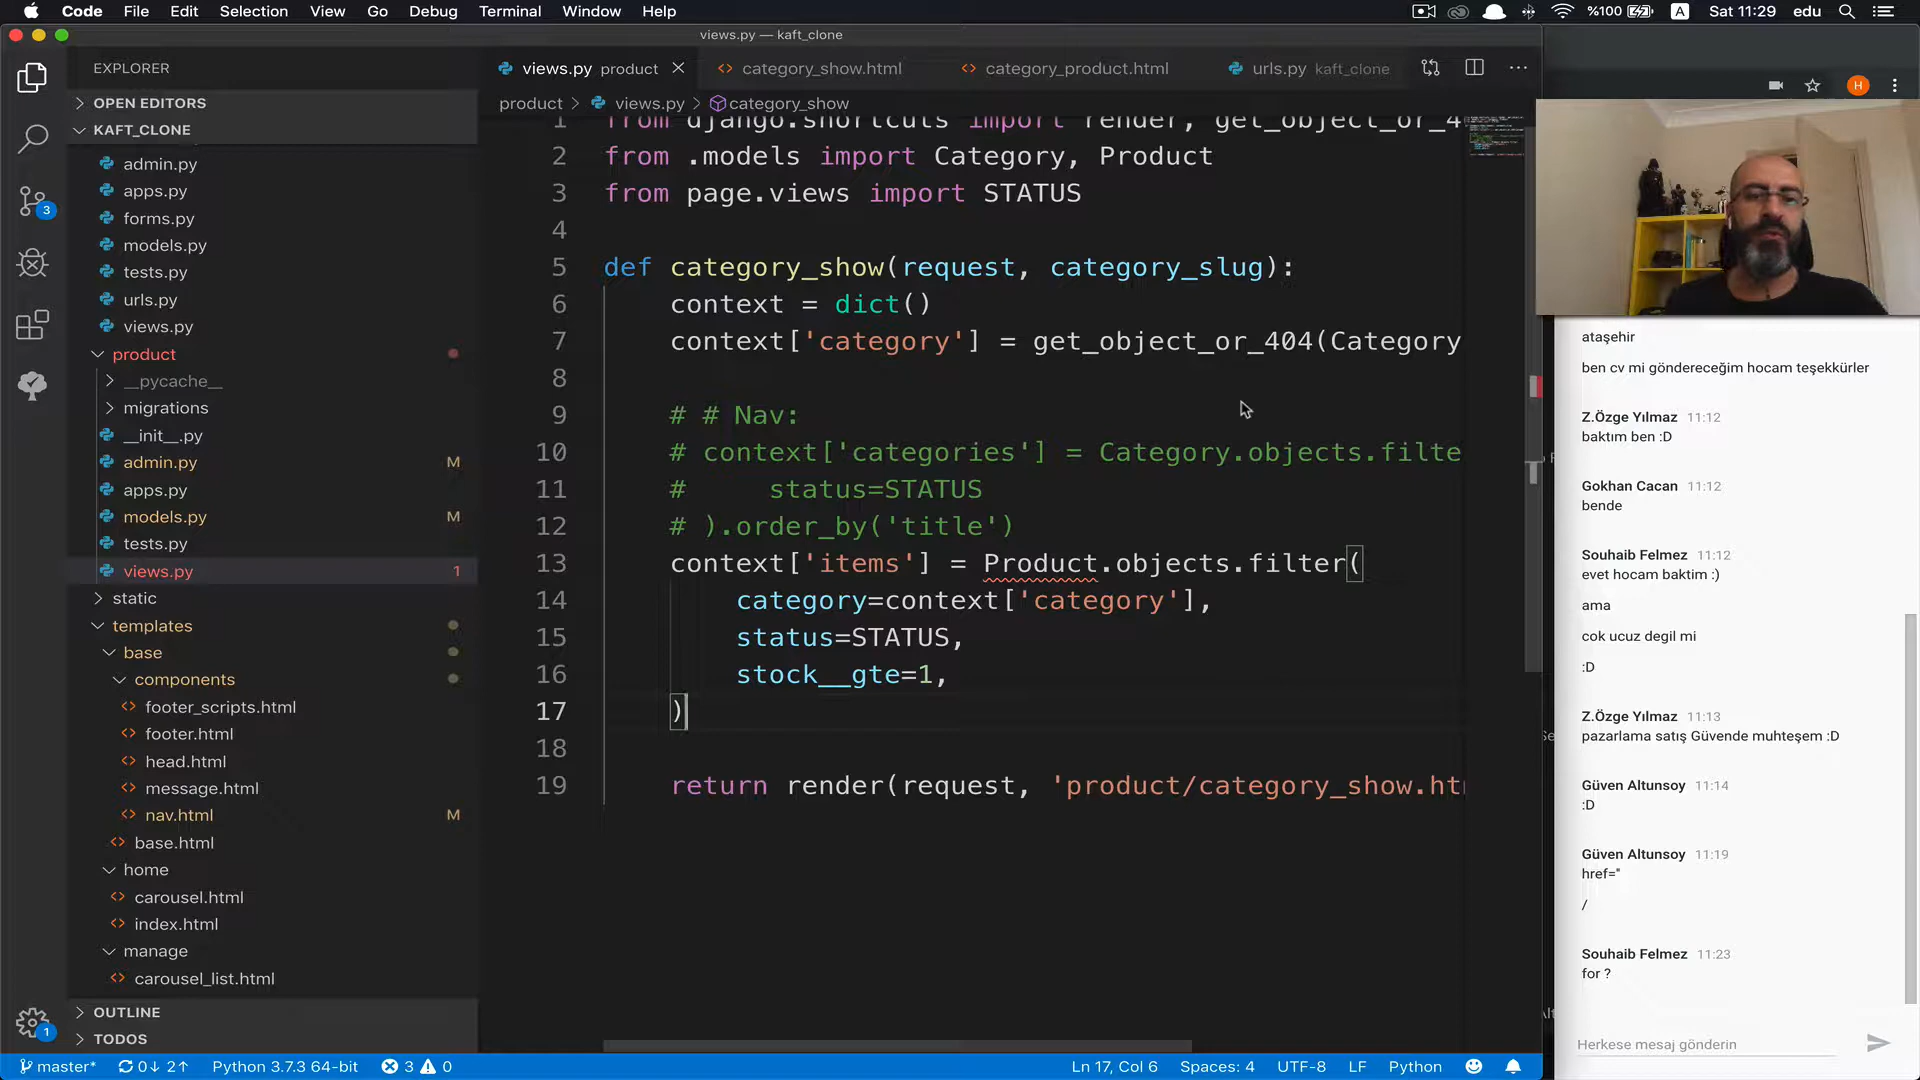 Code File Edit Selection View Go Debug Terminal Window Help
%100 A Sat 11:29 edu
views.py — kaft_clone
EXPLORER
OPEN EDITORS
KAFT_CLONE
admin.py
apps.py
forms.py
models.py
tests.py
urls.py
views.py
product
__pycache__
migrations
__init__.py
admin.py M
apps.py
models.py M
tests.py
views.py 1
static
templates
base
components
footer_scripts.html
footer.html
head.html
message.html
nav.html M
base.html
home
carousel.html
index.html
manage
carousel_list.html
OUTLINE
TODOS
3
1
views.py product
category_show.html
category_product.html
urls.py kaft_clone
product > views.py > category_show
1 from django.shortcuts import render, get_object_or_4
2 from .models import Category, Product
3 from page.views import STATUS
4
5 def category_show(request, category_slug):
6 context = dict()
7 context['category'] = get_object_or_404(Category
8
9 # # Nav:
10 # context['categories'] = Category.objects.filte
11 # status=STATUS
12 # ).order_by('title')
13 context['items'] = Product.objects.filter(
14 category=context['category'],
15 status=STATUS,
16 stock__gte=1,
17 )
18
19 return render(request, 'product/category_show.ht
H
ataşehir
ben cv mi göndereceğim hocam teşekkürler
Z.Özge Yılmaz 11:12
baktım ben :D
Gokhan Cacan 11:12
bende
Souhaib Felmez 11:12
evet hocam baktim :)
ama
cok ucuz degil mi
:D
Z.Özge Yılmaz 11:13
pazarlama satış Güvende muhteşem :D
Güven Altunsoy 11:14
:D
Güven Altunsoy 11:19
href="
/
Souhaib Felmez 11:23
for ?
Herkese mesaj gönderin
master* 0↓ 2↑ Python 3.7.3 64-bit 3 0
Ln 17, Col 6 Spaces: 4 UTF-8 LF Python